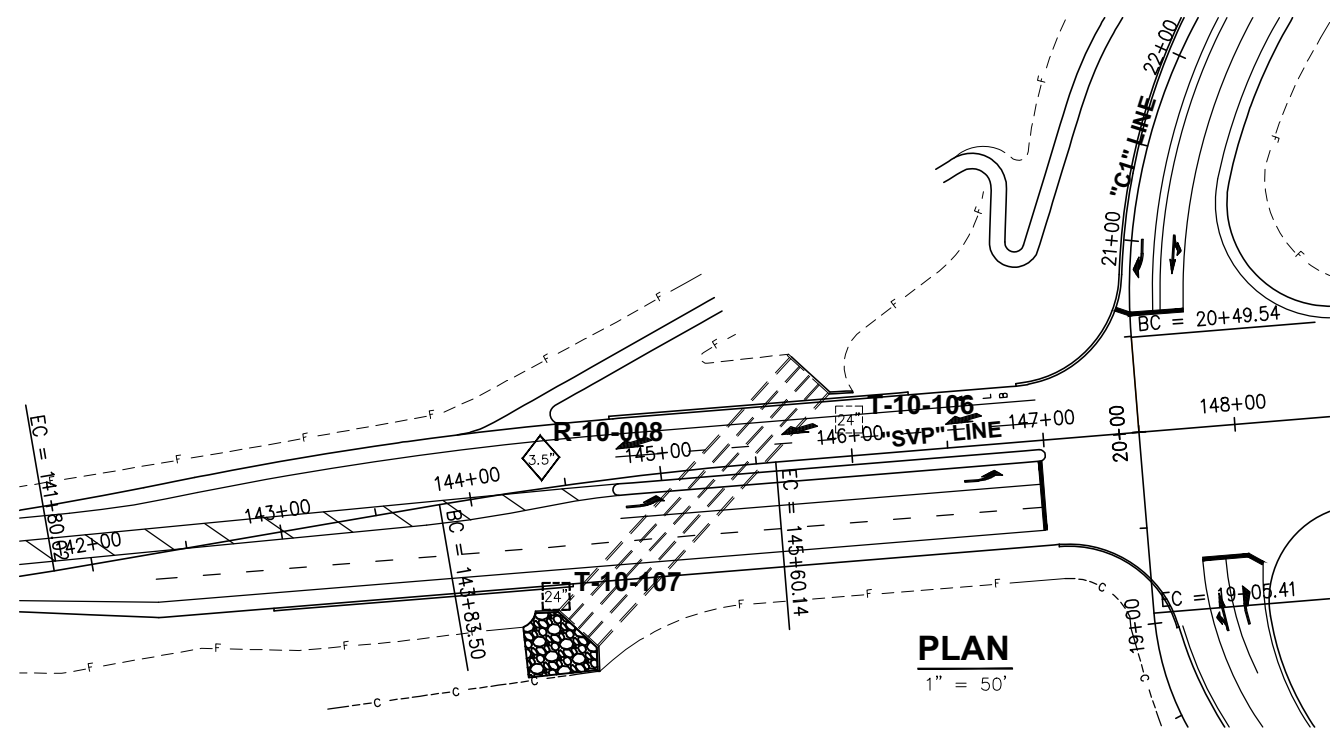 22+00
"C1" LINE
21+00
BC = 20+49.54
F
F
F
F
F
F
F
F
F
EC = 141+80.02
R-10-008
3.5"
T-10-106
24"
L
B
"SVP" LINE
142+00
143+00
144+00
145+00
146+00
147+00
148+00
20+00
BC = 143+83.50
EC = 145+60.14
T-10-107
24"
EC = 19+05.41
19+00
F
F
F
F
F
C
C
C
C
C
PLAN
1" = 50'